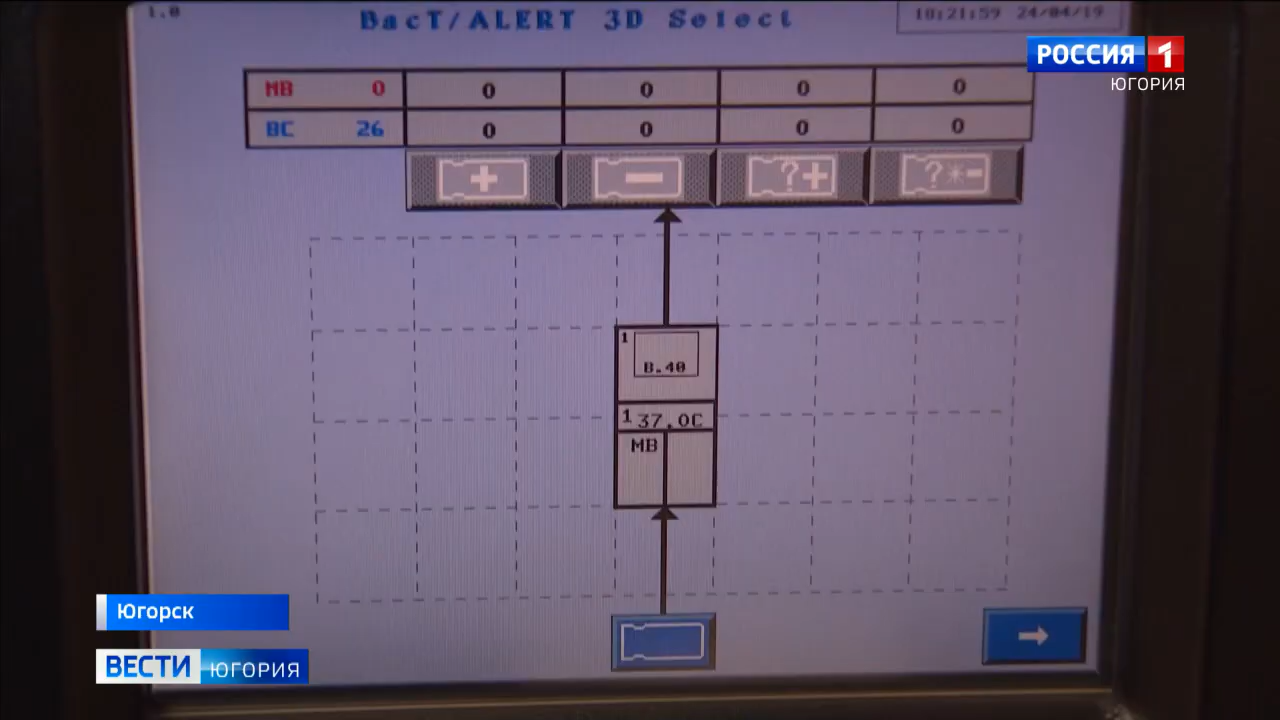 1.0
BacT/ALERT 3D Select
18:21:59 24/04/19
РОССИЯ 1
ЮГОРИЯ
MB 0 0 0 0 0
BC 26 0 0 0 0
+ - ?+ ?*-
1
B.40
1 37.0C
MB
Югорск
ВЕСТИ ЮГОРИЯ